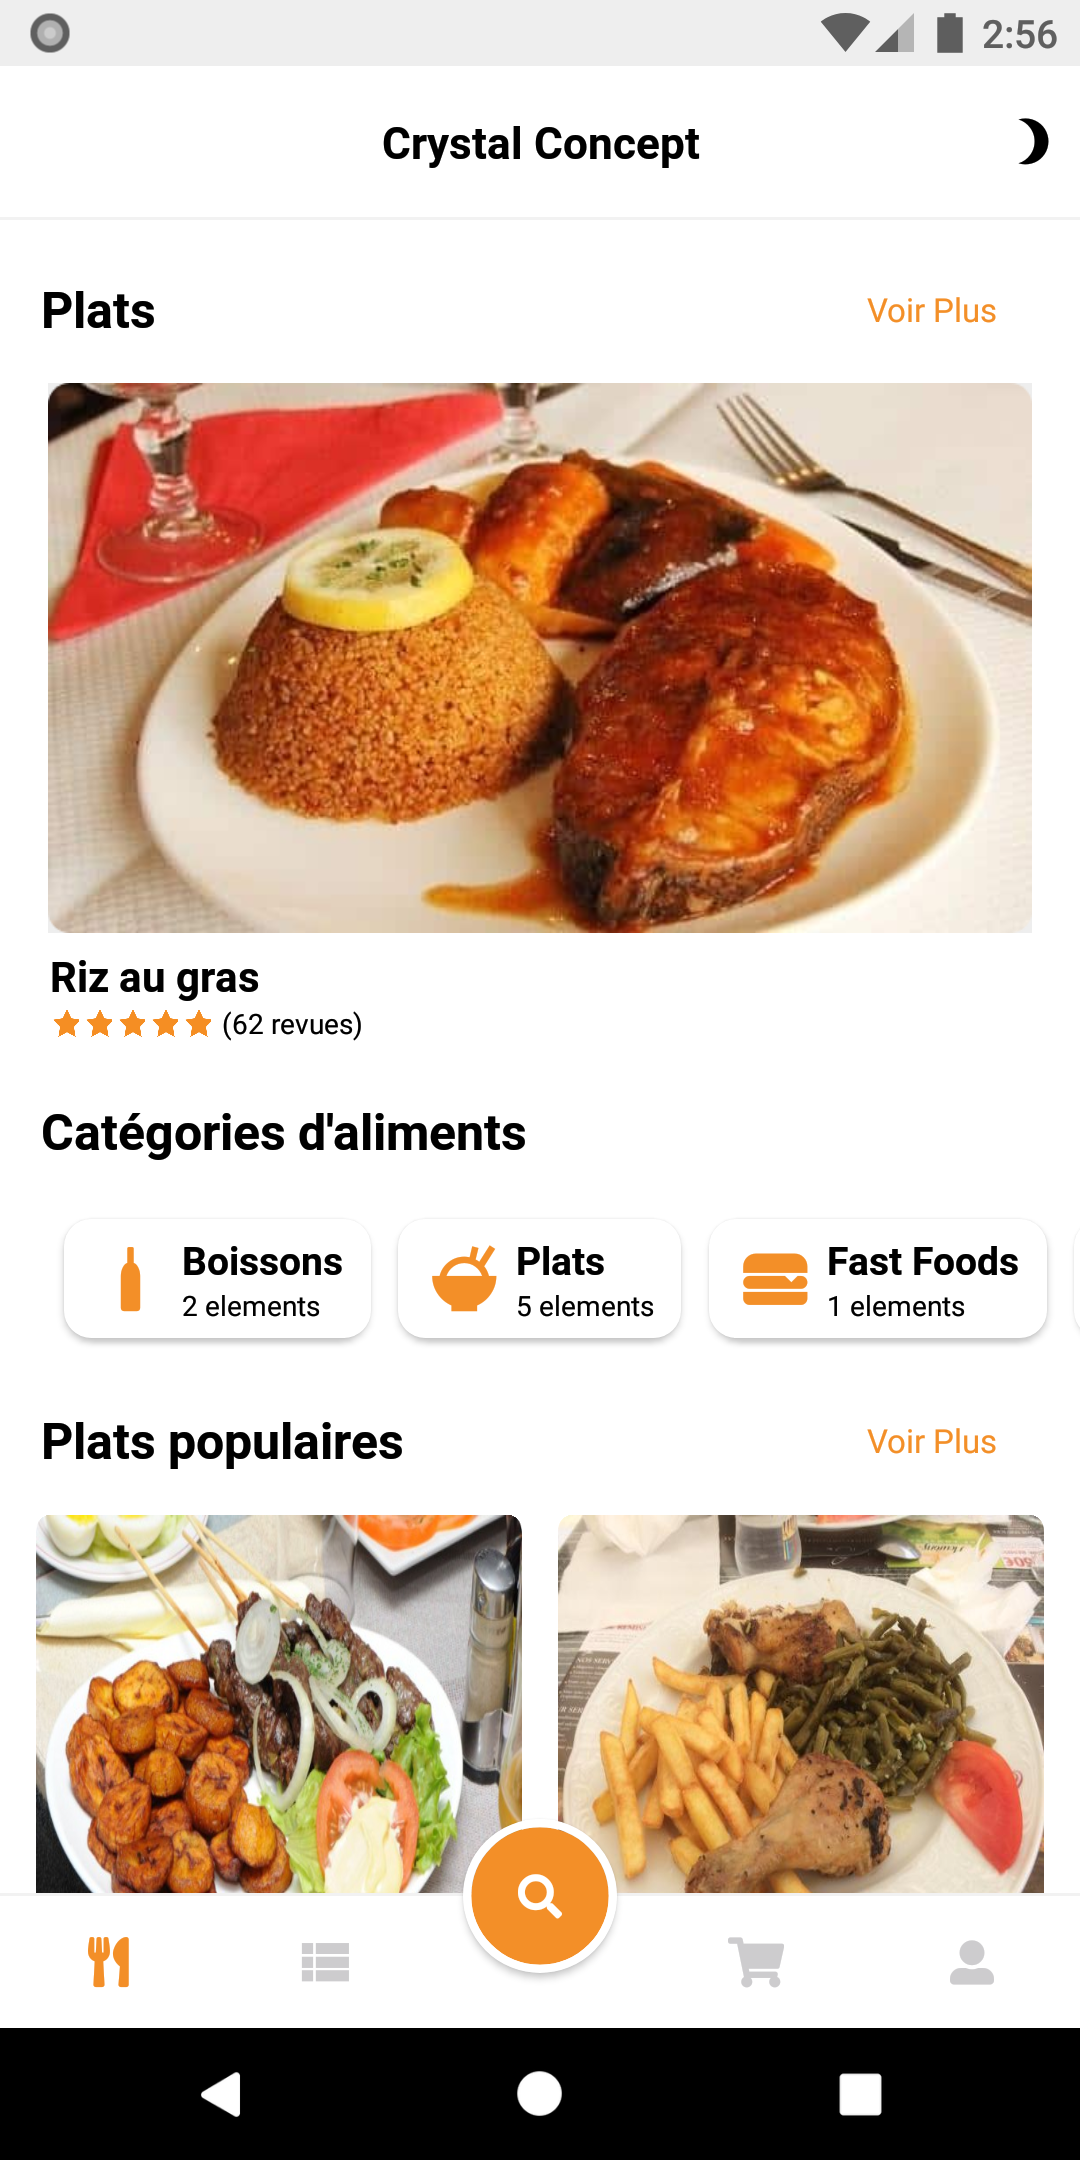 2:56
Crystal Concept
Plats
Voir Plus
Riz au gras
(62 revues)
Catégories d'aliments
Boissons
2 elements
Plats
5 elements
Fast Foods
1 elements
Plats populaires
Voir Plus